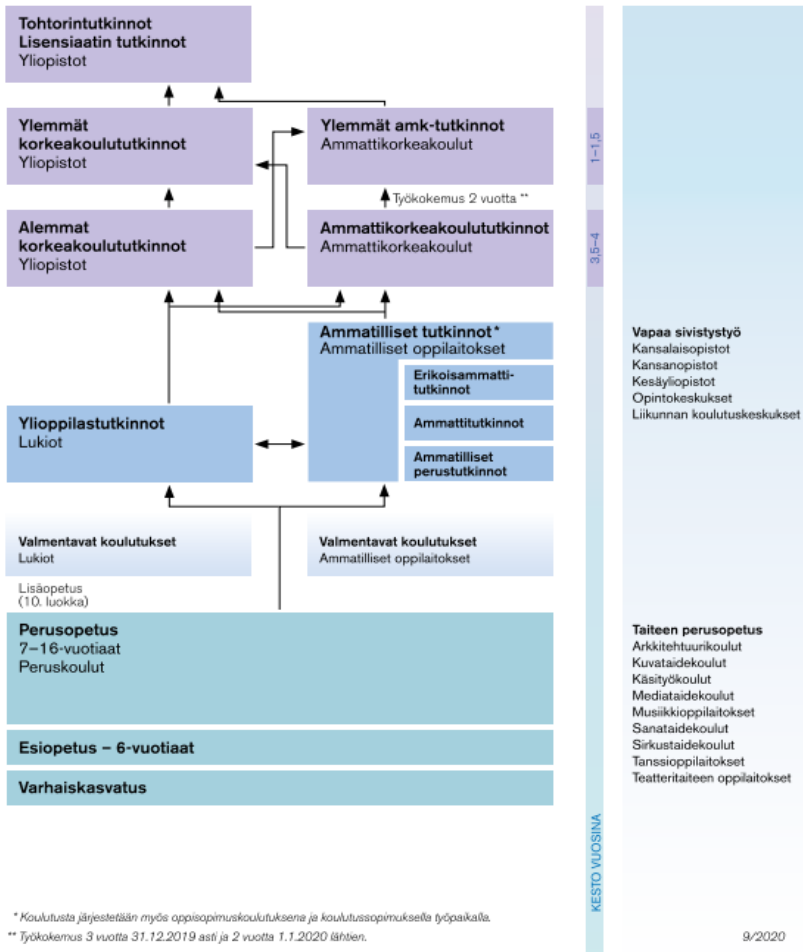 Tohtorintutkinnot
Lisensiaatin tutkinnot
Yliopistot
Ylemmät
korkeakoulututkinnot
Yliopistot
Ylemmät amk-tutkinnot
Ammattikorkeakoulut
1–1,5
Työkokemus 2 vuotta **
Alemmat
korkeakoulututkinnot
Yliopistot
Ammattikorkeakoulututkinnot
Ammattikorkeakoulut
3,5–4
Ammatilliset tutkinnot *
Ammatilliset oppilaitokset
Erikoisammatti-
tutkinnot
Ammattitutkinnot
Ammatilliset
perustutkinnot
Ylioppilastutkinnot
Lukiot
Vapaa sivistystyö
Kansalaisopistot
Kansanopistot
Kesäyliopistot
Opintokeskukset
Liikunnan koulutuskeskukset
Valmentavat koulutukset
Lukiot
Valmentavat koulutukset
Ammatilliset oppilaitokset
Lisäopetus
(10. luokka)
Perusopetus
7–16-vuotiaat
Peruskoulut
Esiopetus – 6-vuotiaat
Varhaiskasvatus
Taiteen perusopetus
Arkkitehtuurikoulut
Kuvataidekoulut
Käsityökoulut
Mediataidekoulut
Musiikkioppilaitokset
Sanataidekoulut
Sirkustaidekoulut
Tanssioppilaitokset
Teatteritaiteen oppilaitokset
KESTO VUOSINA
* Koulutusta järjestetään myös oppisopimuskoulutuksena ja koulutussopimuksella työpaikalla.
** Työkokemus 3 vuotta 31.12.2019 asti ja 2 vuotta 1.1.2020 lähtien.
9/2020